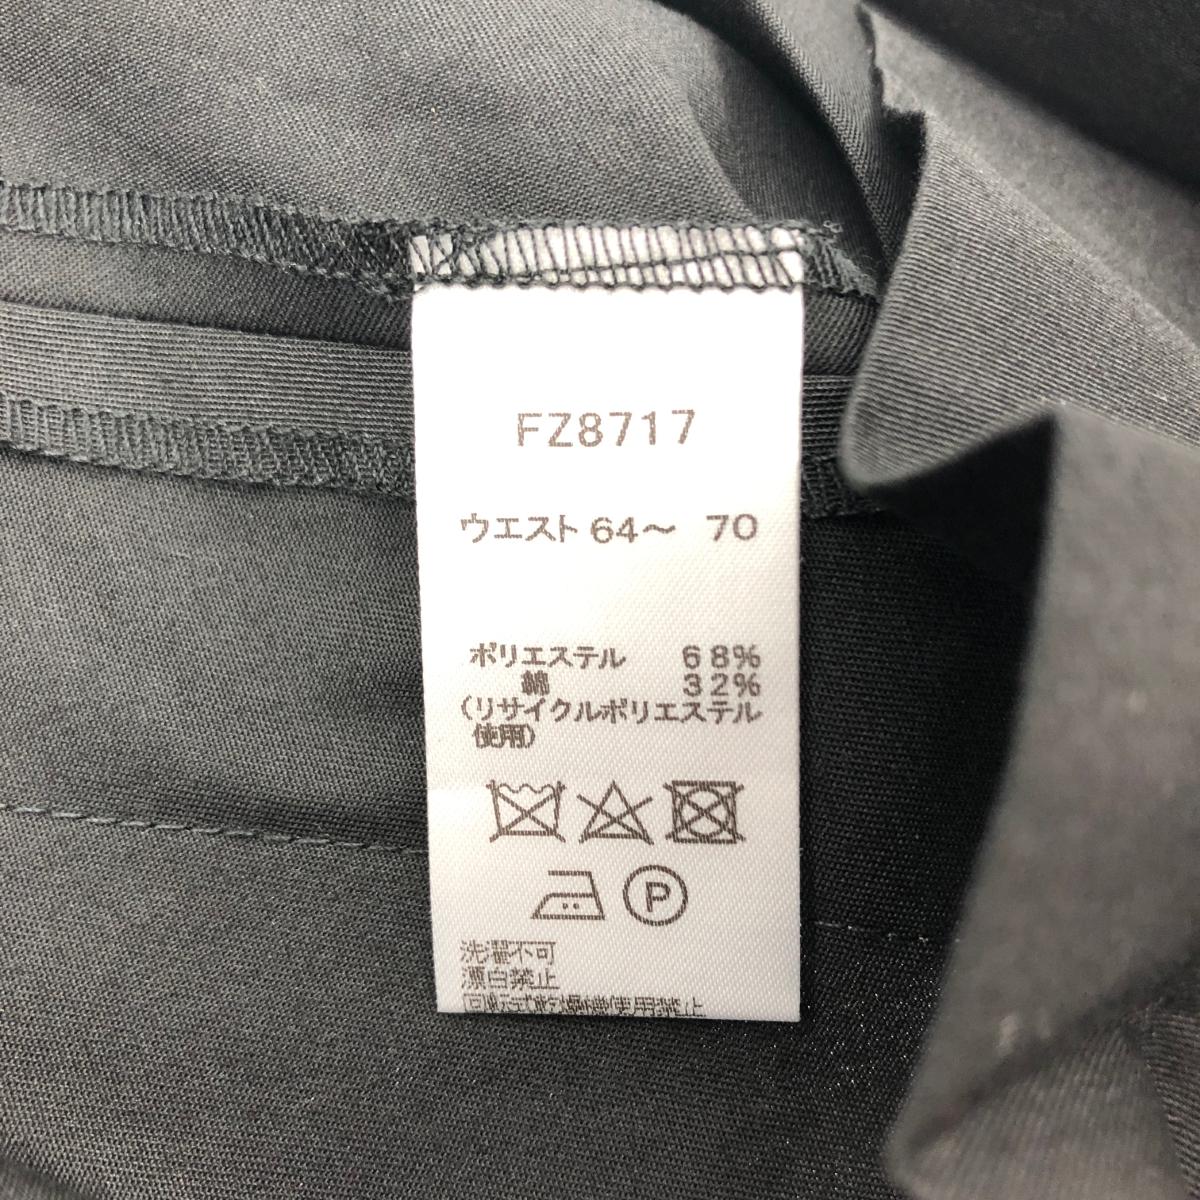 FZ8717
ウエスト 64～ 70
ポリエステル 68%
綿 32%
(リサイクルポリエステル
使用)
P
洗濯不可
漂白禁止
回転式乾燥機使用禁止